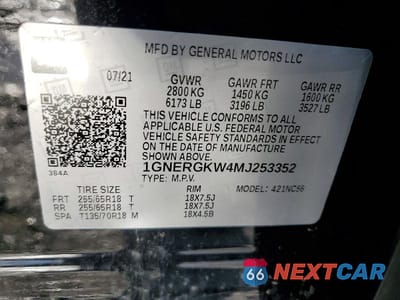 MFD BY GENERAL MOTORS LLC
07/21 GVWR GAWR FRT GAWR RR
2800 KG 1450 KG 1600 KG
6173 LB 3196 LB 3527 LB
THIS VEHICLE CONFORMS TO ALL APPLICABLE
U.S. FEDERAL MOTOR VEHICLE
SAFETY STANDARDS IN EFFECT ON THE
DATE OF MANUFACTURE SHOWN ABOVE.
1GNERGKW4MJ253352
384A TYPE: M.P.V. MODEL: 421NC56
TIRE SIZE RIM
FRT 255/65R18 T 18X7.5J
RR 255/65R18 T 18X7.5J
SPA T135/70R18 M 18X4.5B
66 NEXTCAR